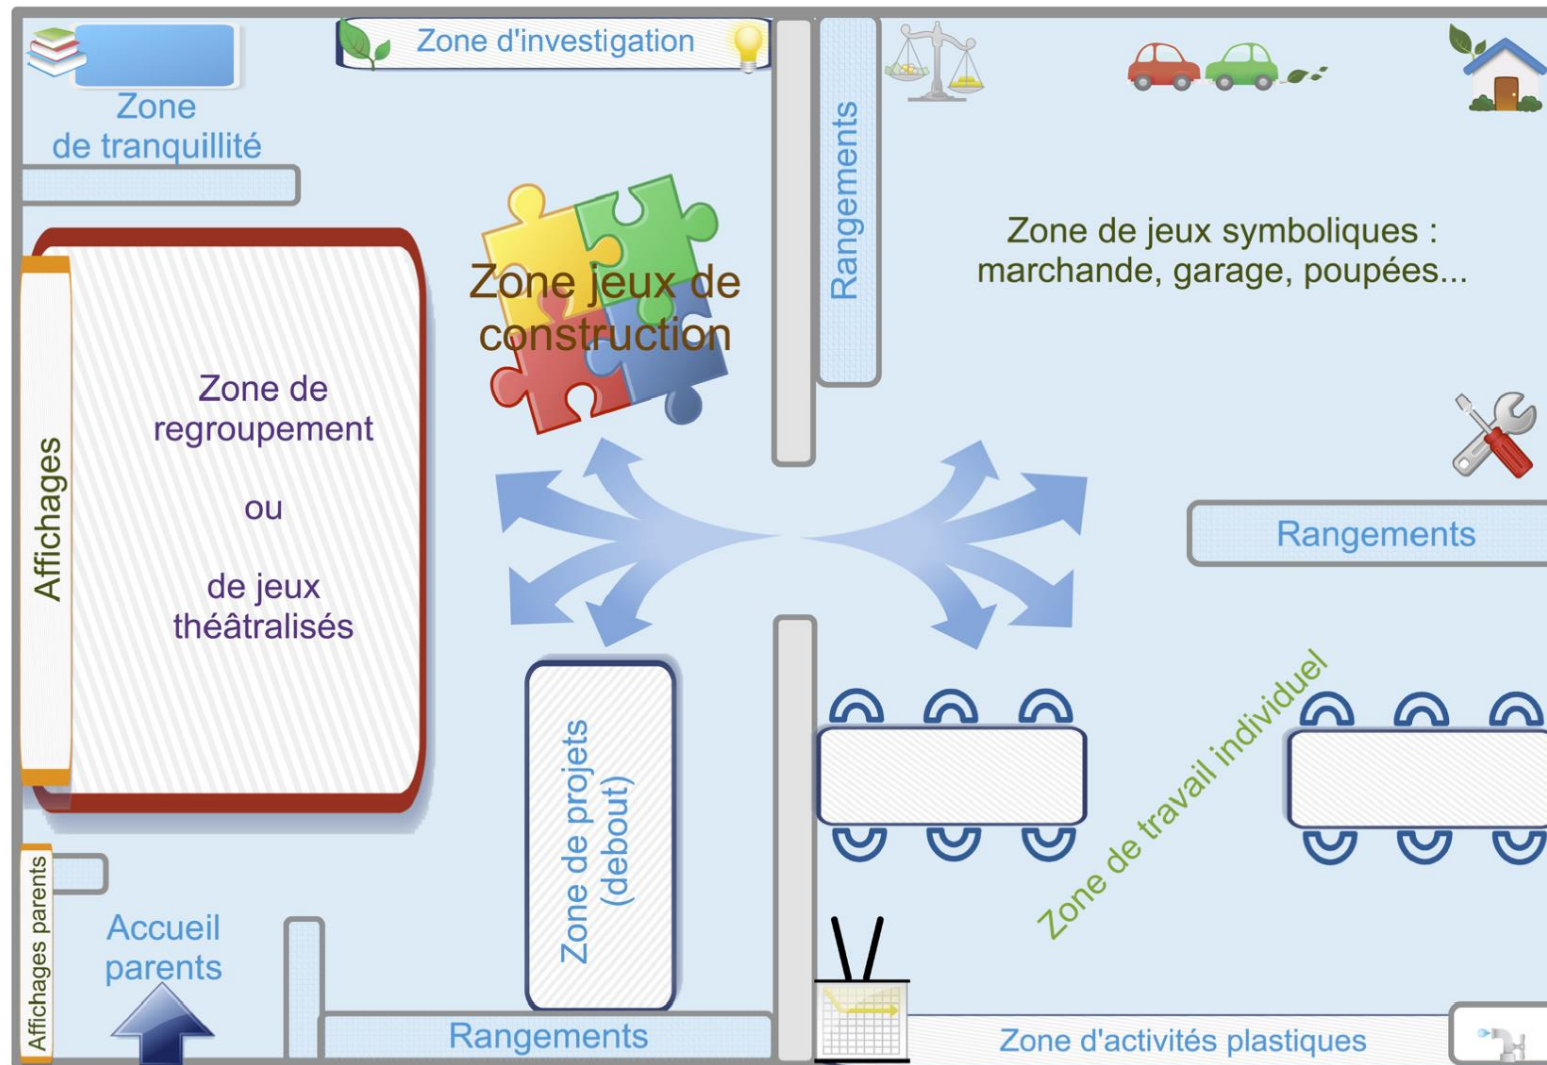 Zone d'investigation
Zone
de tranquillité
Rangements
Zone de jeux symboliques :
marchande, garage, poupées...
Zone jeux de
construction
Affichages
Zone de
regroupement
ou
de jeux
théâtralisés
Rangements
Zone de projets
(debout)
Zone de travail individuel
Affichages parents
Accueil
parents
Rangements
Zone d'activités plastiques